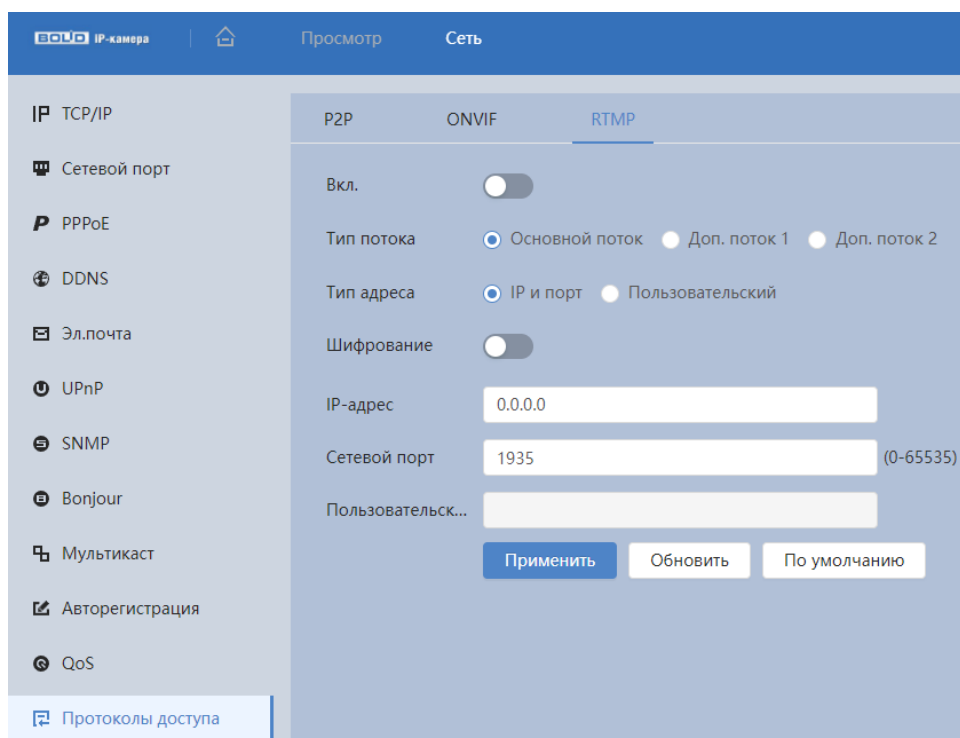 BOLID IP-камера Просмотр Сеть
TCP/IP
Сетевой порт
PPPoE
DDNS
Эл.почта
UPnP
SNMP
Bonjour
Мультикаст
Авторегистрация
QoS
Протоколы доступа
P2P ONVIF RTMP
Вкл.
Тип потока Основной поток Доп. поток 1 Доп. поток 2
Тип адреса IP и порт Пользовательский
Шифрование
IP-адрес 0.0.0.0
Сетевой порт 1935 (0-65535)
Пользовательск...
Применить Обновить По умолчанию